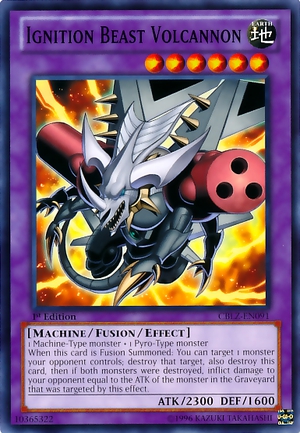 IGNITION BEAST VOLCANNON
EARTH
地
1st Edition
CBLZ-EN091
[MACHINE / FUSION / EFFECT]
1 Machine-Type monster + 1 Pyro-Type monster
When this card is Fusion Summoned: You can target 1 monster
your opponent controls; destroy that target, also destroy this
card, then if both monsters were destroyed, inflict damage to
your opponent equal to the ATK of the monster in the Graveyard
that was targeted by this effect.
ATK/2300 DEF/1600
10365322
©1996 KAZUKI TAKAHASHI